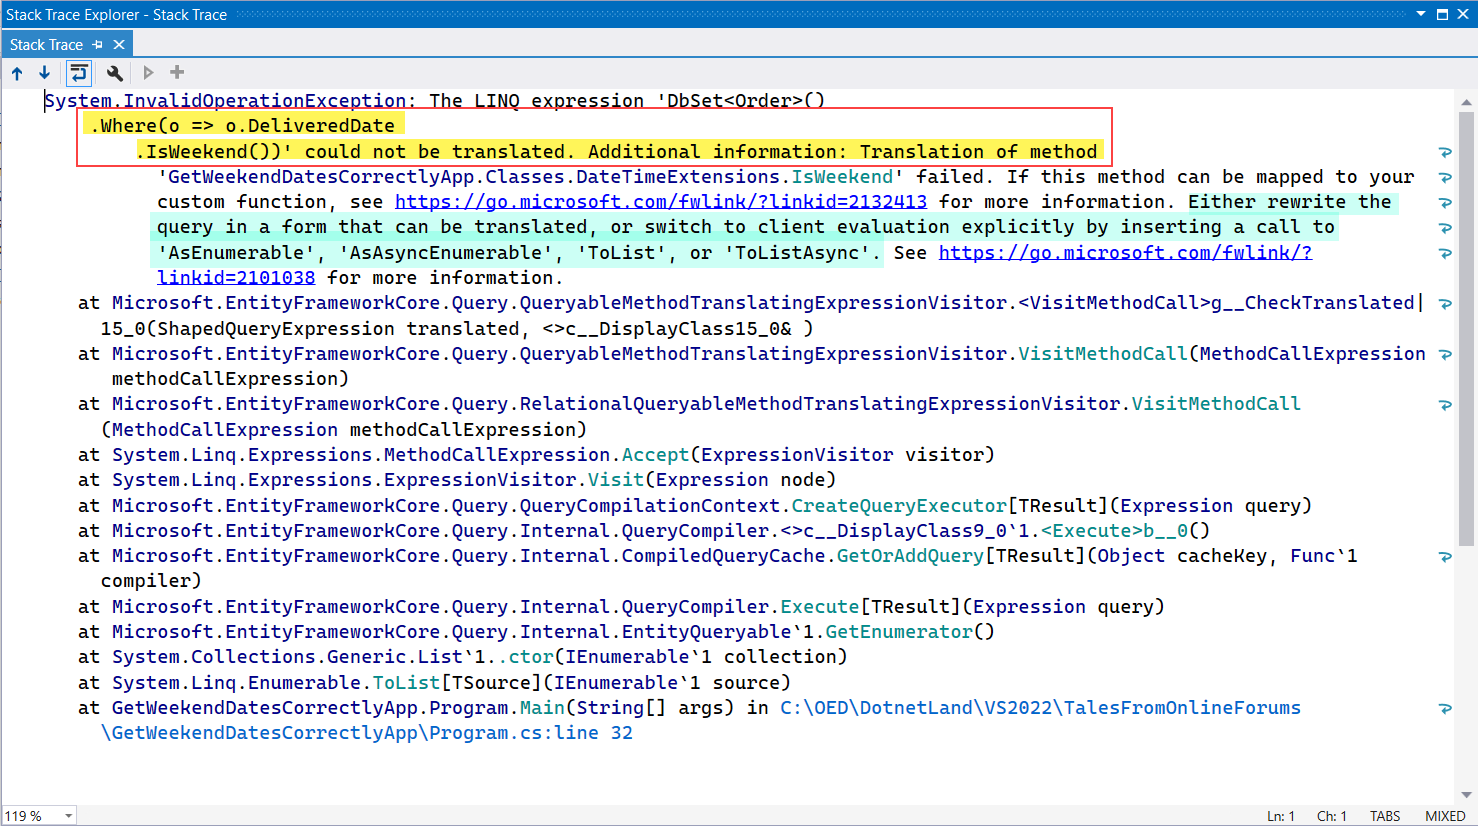 Stack Trace Explorer - Stack Trace
Stack Trace
System.InvalidOperationException: The LINQ expression 'DbSet<Order>()
.Where(o => o.DeliveredDate
.IsWeekend())' could not be translated. Additional information: Translation of method
'GetWeekendDatesCorrectlyApp.Classes.DateTimeExtensions.IsWeekend' failed. If this method can be mapped to your
custom function, see https://go.microsoft.com/fwlink/?linkid=2132413 for more information. Either rewrite the
query in a form that can be translated, or switch to client evaluation explicitly by inserting a call to
'AsEnumerable', 'AsAsyncEnumerable', 'ToList', or 'ToListAsync'. See https://go.microsoft.com/fwlink/?
linkid=2101038 for more information.
at Microsoft.EntityFrameworkCore.Query.QueryableMethodTranslatingExpressionVisitor.<VisitMethodCall>g__CheckTranslated|
15_0(ShapedQueryExpression translated, <>c__DisplayClass15_0& )
at Microsoft.EntityFrameworkCore.Query.QueryableMethodTranslatingExpressionVisitor.VisitMethodCall(MethodCallExpression
methodCallExpression)
at Microsoft.EntityFrameworkCore.Query.RelationalQueryableMethodTranslatingExpressionVisitor.VisitMethodCall
(MethodCallExpression methodCallExpression)
at System.Linq.Expressions.MethodCallExpression.Accept(ExpressionVisitor visitor)
at System.Linq.Expressions.ExpressionVisitor.Visit(Expression node)
at Microsoft.EntityFrameworkCore.Query.QueryCompilationContext.CreateQueryExecutor[TResult](Expression query)
at Microsoft.EntityFrameworkCore.Query.Internal.QueryCompiler.<>c__DisplayClass9_0`1.<Execute>b__0()
at Microsoft.EntityFrameworkCore.Query.Internal.CompiledQueryCache.GetOrAddQuery[TResult](Object cacheKey, Func`1
compiler)
at Microsoft.EntityFrameworkCore.Query.Internal.QueryCompiler.Execute[TResult](Expression query)
at Microsoft.EntityFrameworkCore.Query.Internal.EntityQueryable`1.GetEnumerator()
at System.Collections.Generic.List`1..ctor(IEnumerable`1 collection)
at System.Linq.Enumerable.ToList[TSource](IEnumerable`1 source)
at GetWeekendDatesCorrectlyApp.Program.Main(String[] args) in C:\OED\DotnetLand\VS2022\TalesFromOnlineForums
\GetWeekendDatesCorrectlyApp\Program.cs:line 32
119 % Ln: 1 Ch: 1 TABS MIXED